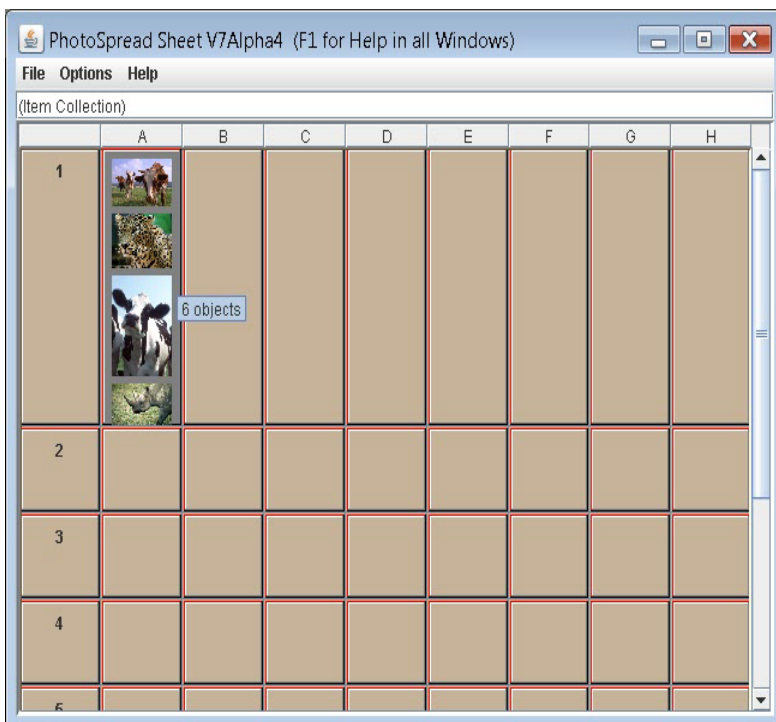 PhotoSpread Sheet V7Alpha4 (F1 for Help in all Windows)
File Options Help
(Item Collection)
A B C D E F G H
1
6 objects
2
3
4